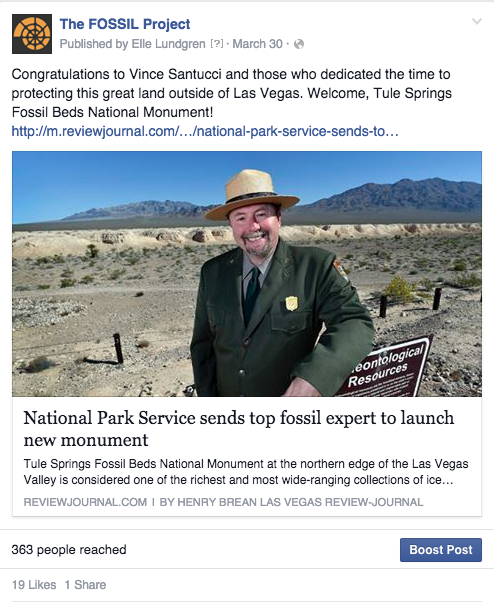 The FOSSIL Project
Published by Elle Lundgren [?] · March 30 ·
Congratulations to Vince Santucci and those who dedicated the time to
protecting this great land outside of Las Vegas. Welcome, Tule Springs
Fossil Beds National Monument!
http://m.reviewjournal.com/.../national-park-service-sends-to...
eontological
Resources
National Park Service sends top fossil expert to launch
new monument
Tule Springs Fossil Beds National Monument at the northern edge of the Las Vegas
Valley is considered one of the richest and most wide-ranging collections of ice...
REVIEWJOURNAL.COM | BY HENRY BREAN LAS VEGAS REVIEW-JOURNAL
363 people reached
Boost Post
19 Likes 1 Share